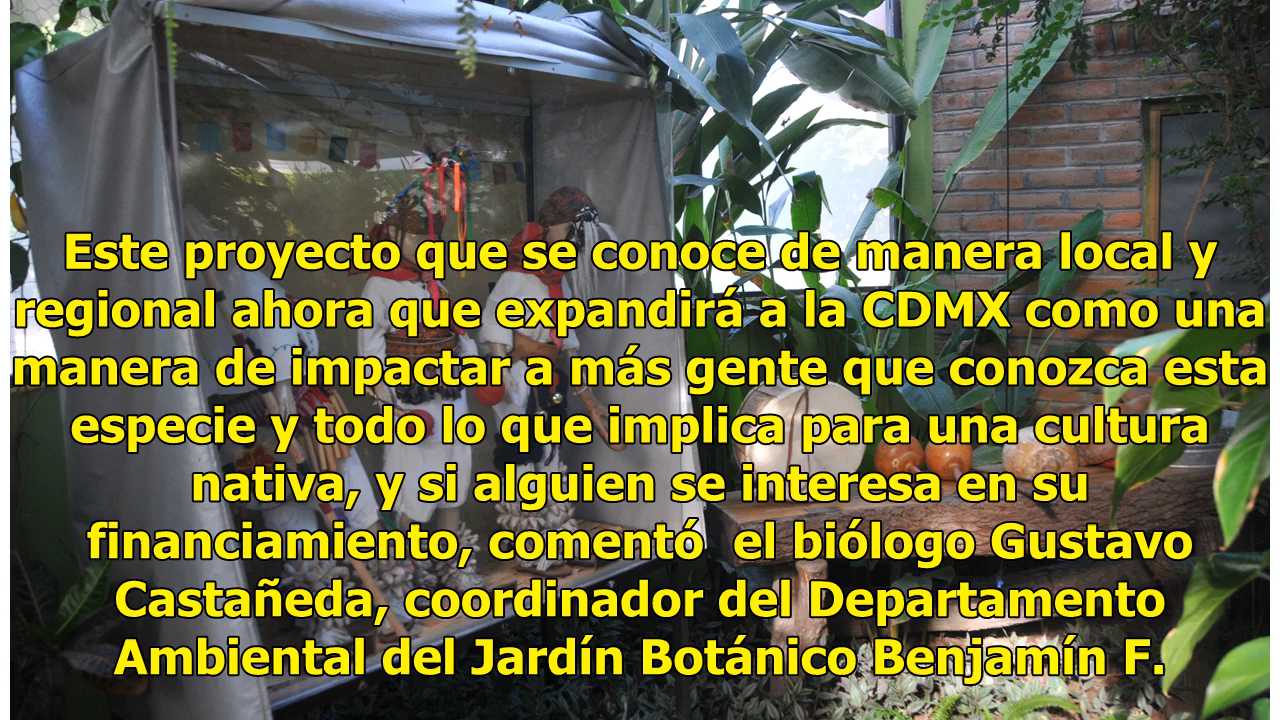 Este proyecto que se conoce de manera local y
regional ahora que expandirá a la CDMX como una
manera de impactar a más gente que conozca esta
especie y todo lo que implica para una cultura
nativa, y si alguien se interesa en su
financiamiento, comentó  el biólogo Gustavo
Castañeda, coordinador del Departamento
Ambiental del Jardín Botánico Benjamín F.